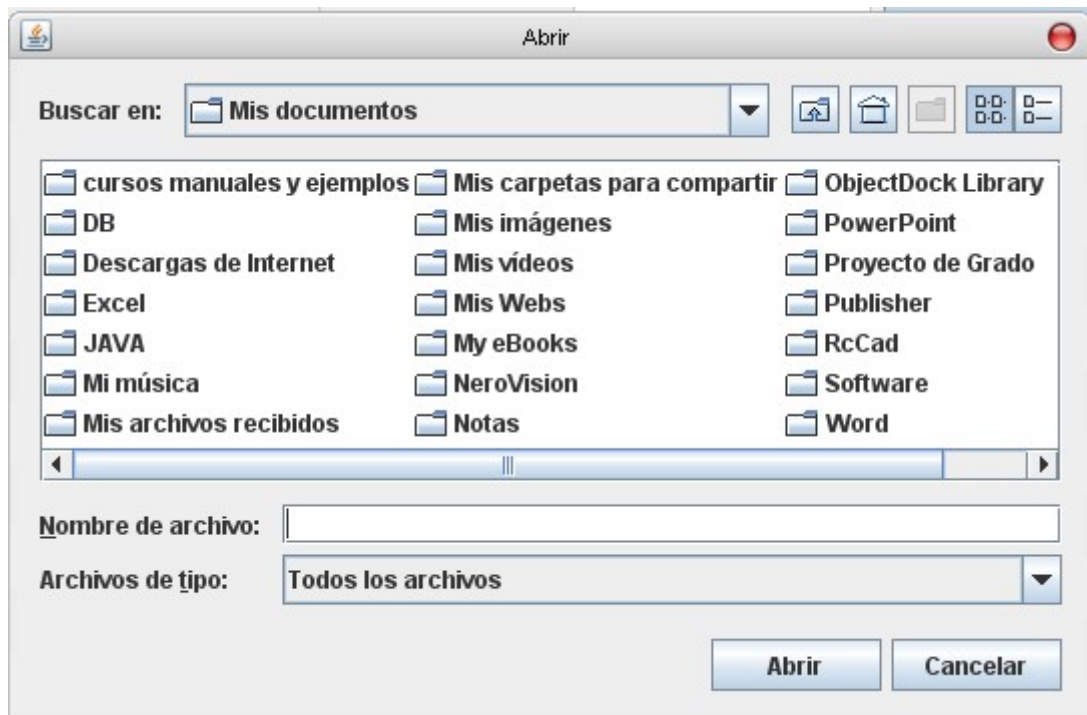 Abrir
Buscar en: Mis documentos
cursos manuales y ejemplos Mis carpetas para compartir ObjectDock Library
DB Mis imágenes PowerPoint
Descargas de Internet Mis vídeos Proyecto de Grado
Excel Mis Webs Publisher
JAVA My eBooks RcCad
Mi música NeroVision Software
Mis archivos recibidos Notas Word
Nombre de archivo:
Archivos de tipo: Todos los archivos
Abrir Cancelar